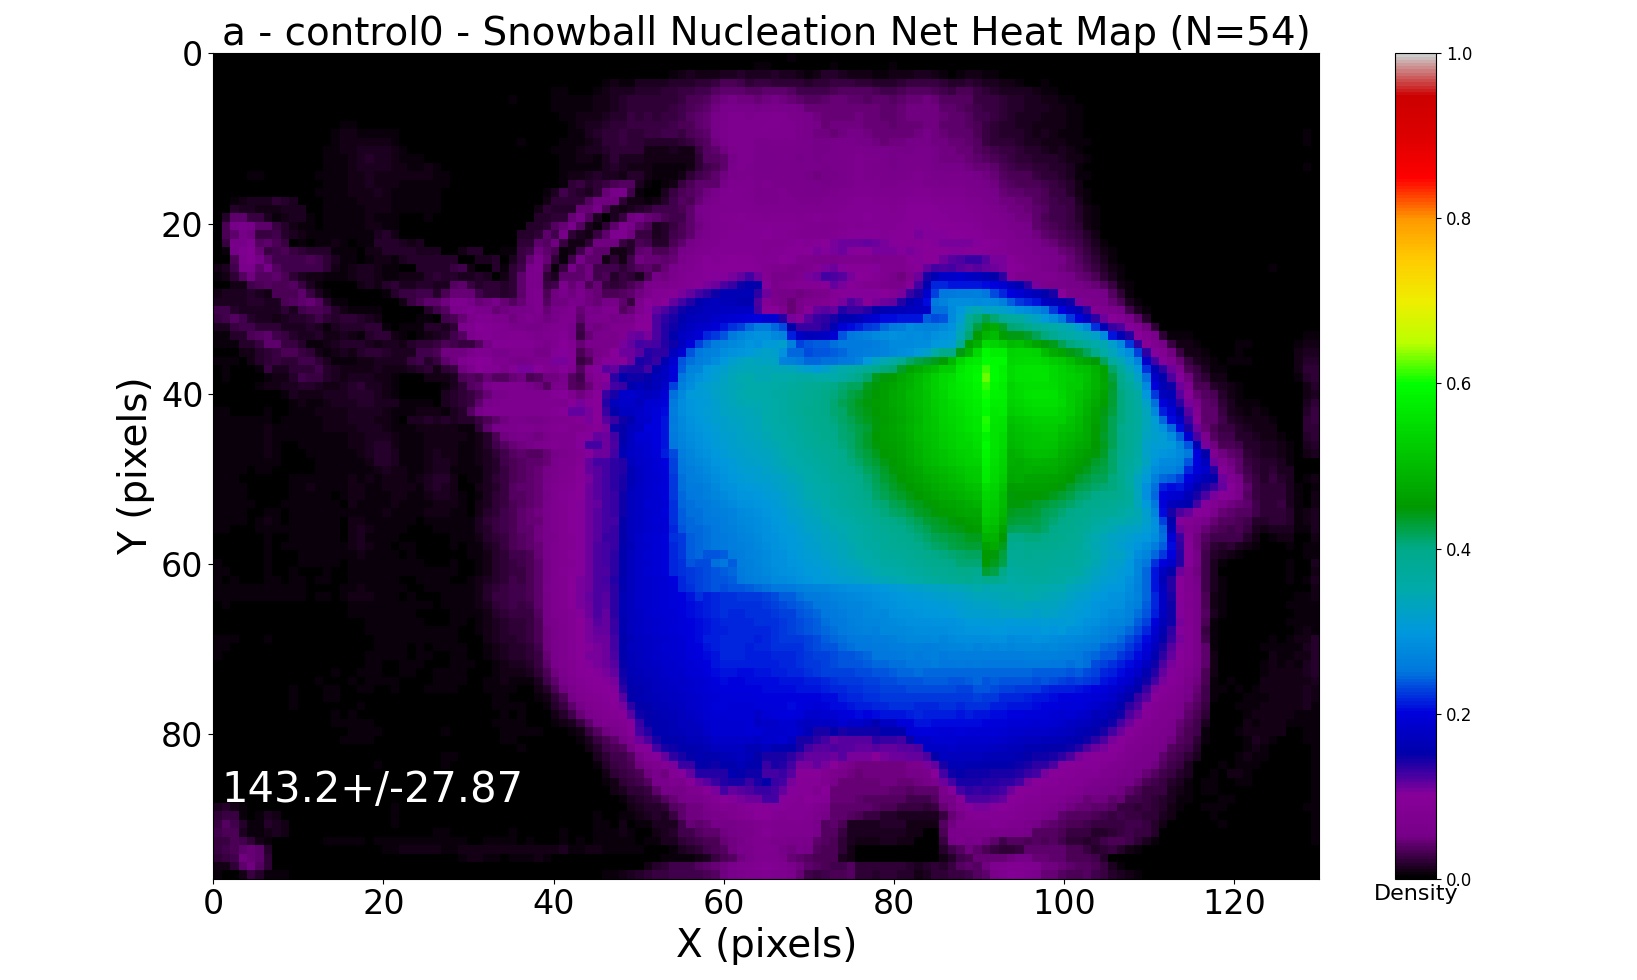 a - control0 - Snowball Nucleation Net Heat Map (N=54)
0
20
40
60
80
Y (pixels)
143.2+/-27.87
0 20 40 60 80 100 120
X (pixels)
1.0
0.8
0.6
0.4
0.2
0.0
Density